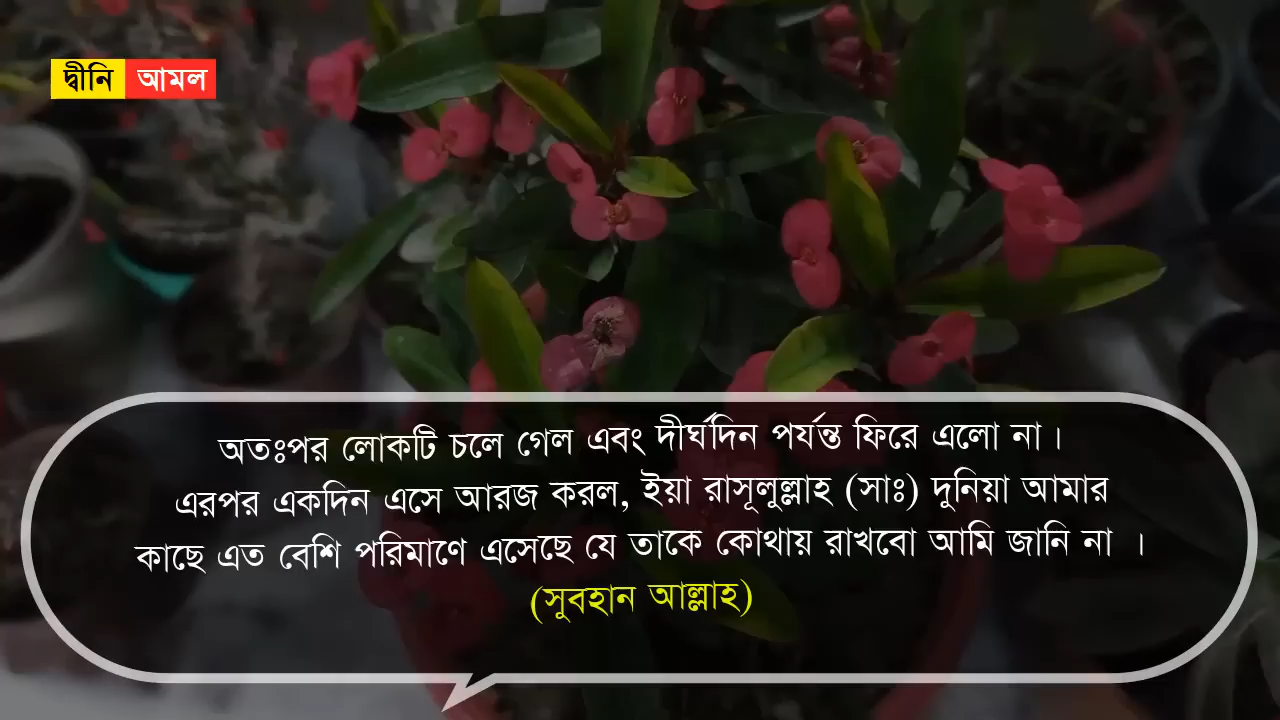 দ্বীনি আমল
অতঃপর লোকটি চলে গেল এবং দীর্ঘদিন পর্যন্ত ফিরে এলো না।
এরপর একদিন এসে আরজ করল, ইয়া রাসূলুল্লাহ (সাঃ) দুনিয়া আমার
কাছে এত বেশি পরিমাণে এসেছে যে তাকে কোথায় রাখবো আমি জানি না ।
(সুবহান আল্লাহ)